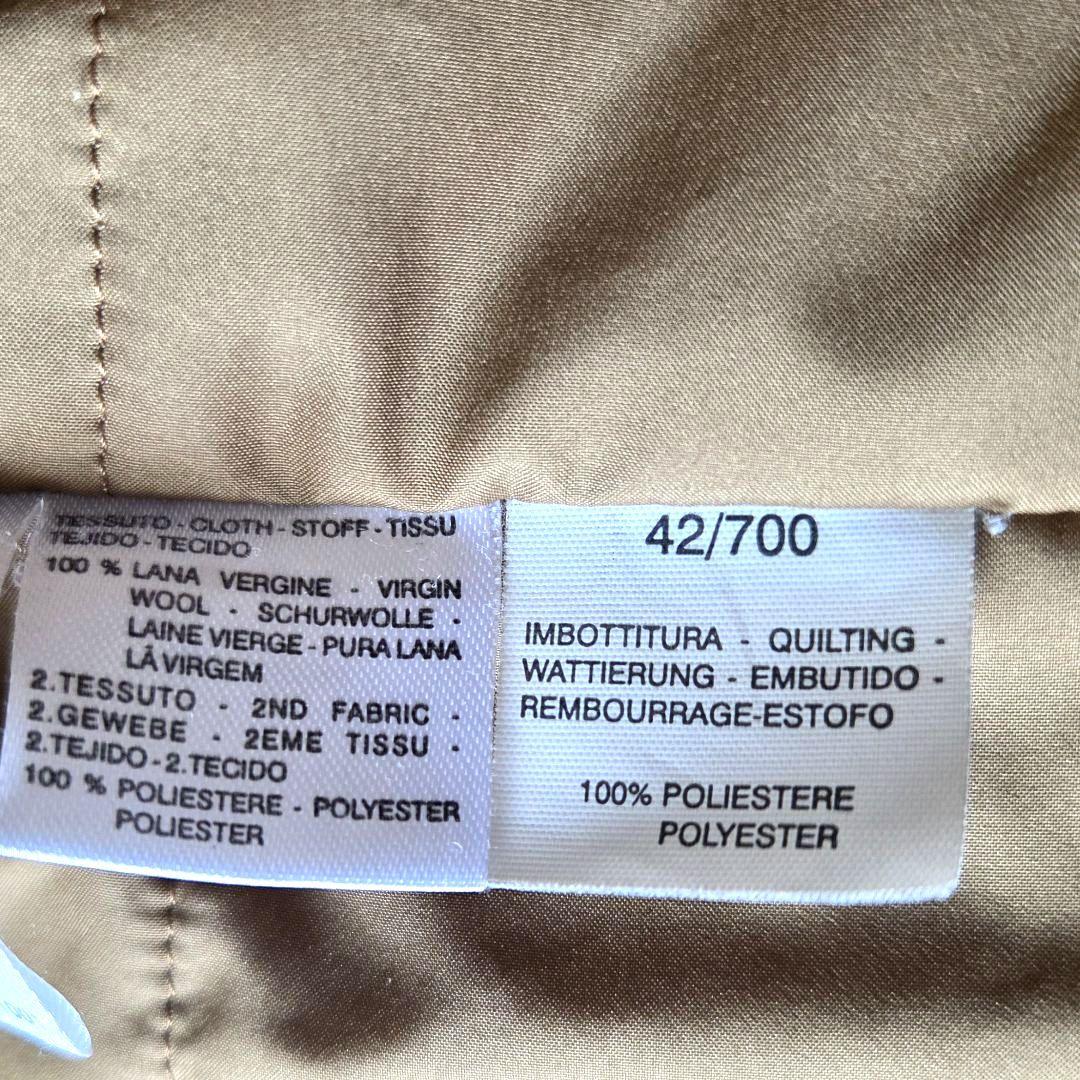 TESSUTO - CLOTH - STOFF - TISSU
TEJIDO - TECIDO
100 % LANA VERGINE - VIRGIN
WOOL - SCHURWOLLE -
LAINE VIERGE - PURA LANA
LÂ VIRGEM
2.TESSUTO - 2ND FABRIC -
2.GEWEBE - 2EME TISSU -
2.TEJIDO - 2.TECIDO
100 % POLIESTERE - POLYESTER
POLIESTER
42/700
IMBOTTITURA - QUILTING -
WATTIERUNG - EMBUTIDO -
REMBOURRAGE-ESTOFO
100% POLIESTERE
POLYESTER